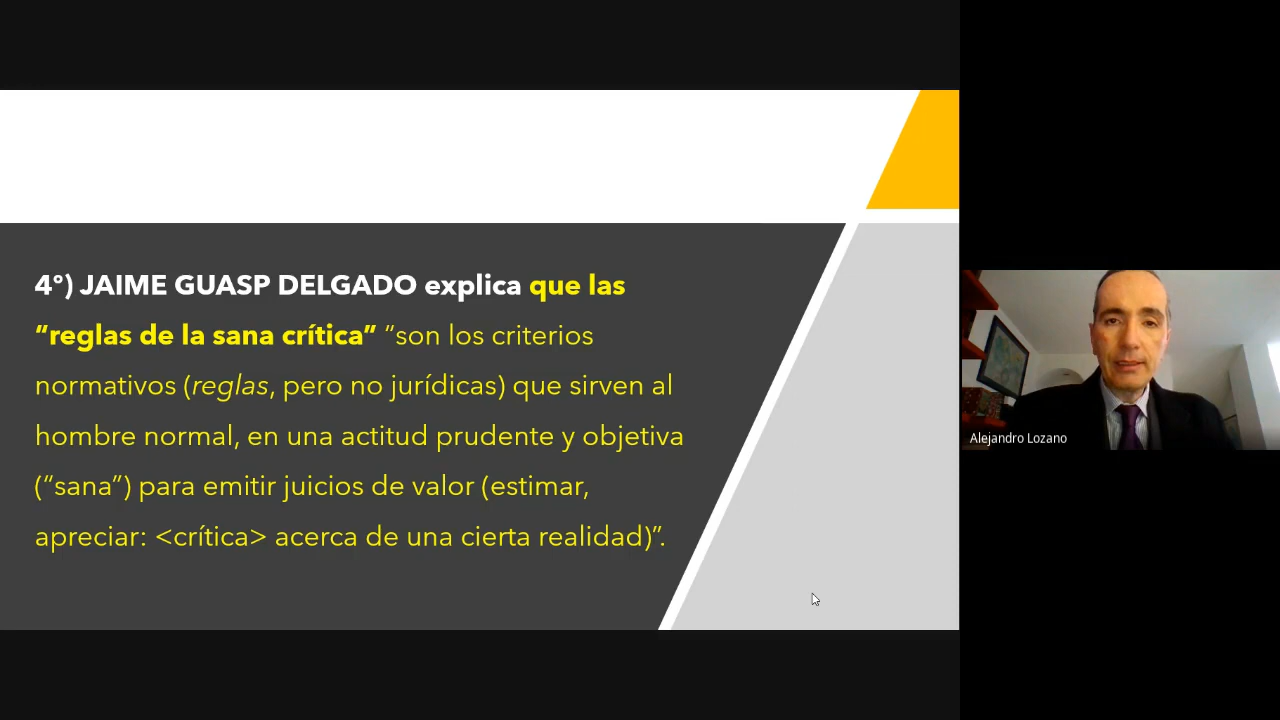 4º) JAIME GUASP DELGADO explica que las
“reglas de la sana crítica” “son los criterios
normativos (reglas, pero no jurídicas) que sirven al
hombre normal, en una actitud prudente y objetiva
(“sana”) para emitir juicios de valor (estimar,
apreciar: <crítica> acerca de una cierta realidad)”.
Alejandro Lozano